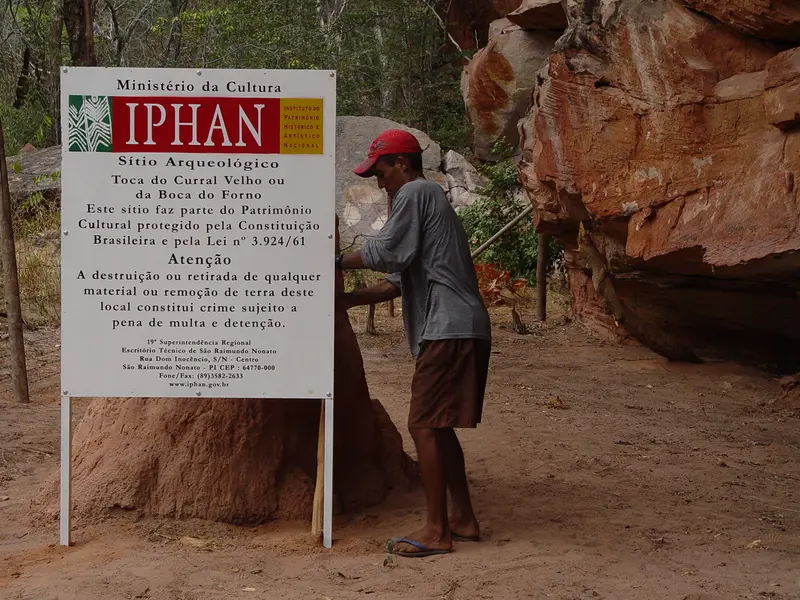 Ministério da Cultura
IPHAN
INSTITUTO DO
PATRIMÔNIO
HISTÓRICO E
ARTÍSTICO
NACIONAL
Sítio Arqueológico
Toca do Curral Velho ou
da Boca do Forno
Este sítio faz parte do Patrimônio
Cultural protegido pela Constituição
Brasileira e pela Lei nº 3.924/61
Atenção
A destruição ou retirada de qualquer
material ou remoção de terra deste
local constitui crime sujeito a
pena de multa e detenção.
19ª Superintendência Regional
Escritório Técnico de São Raimundo Nonato
Rua Dom Inocêncio, S/N - Centro
São Raimundo Nonato - PI CEP : 64770-000
Fone/Fax: (89)3582-2633
www.iphan.gov.br